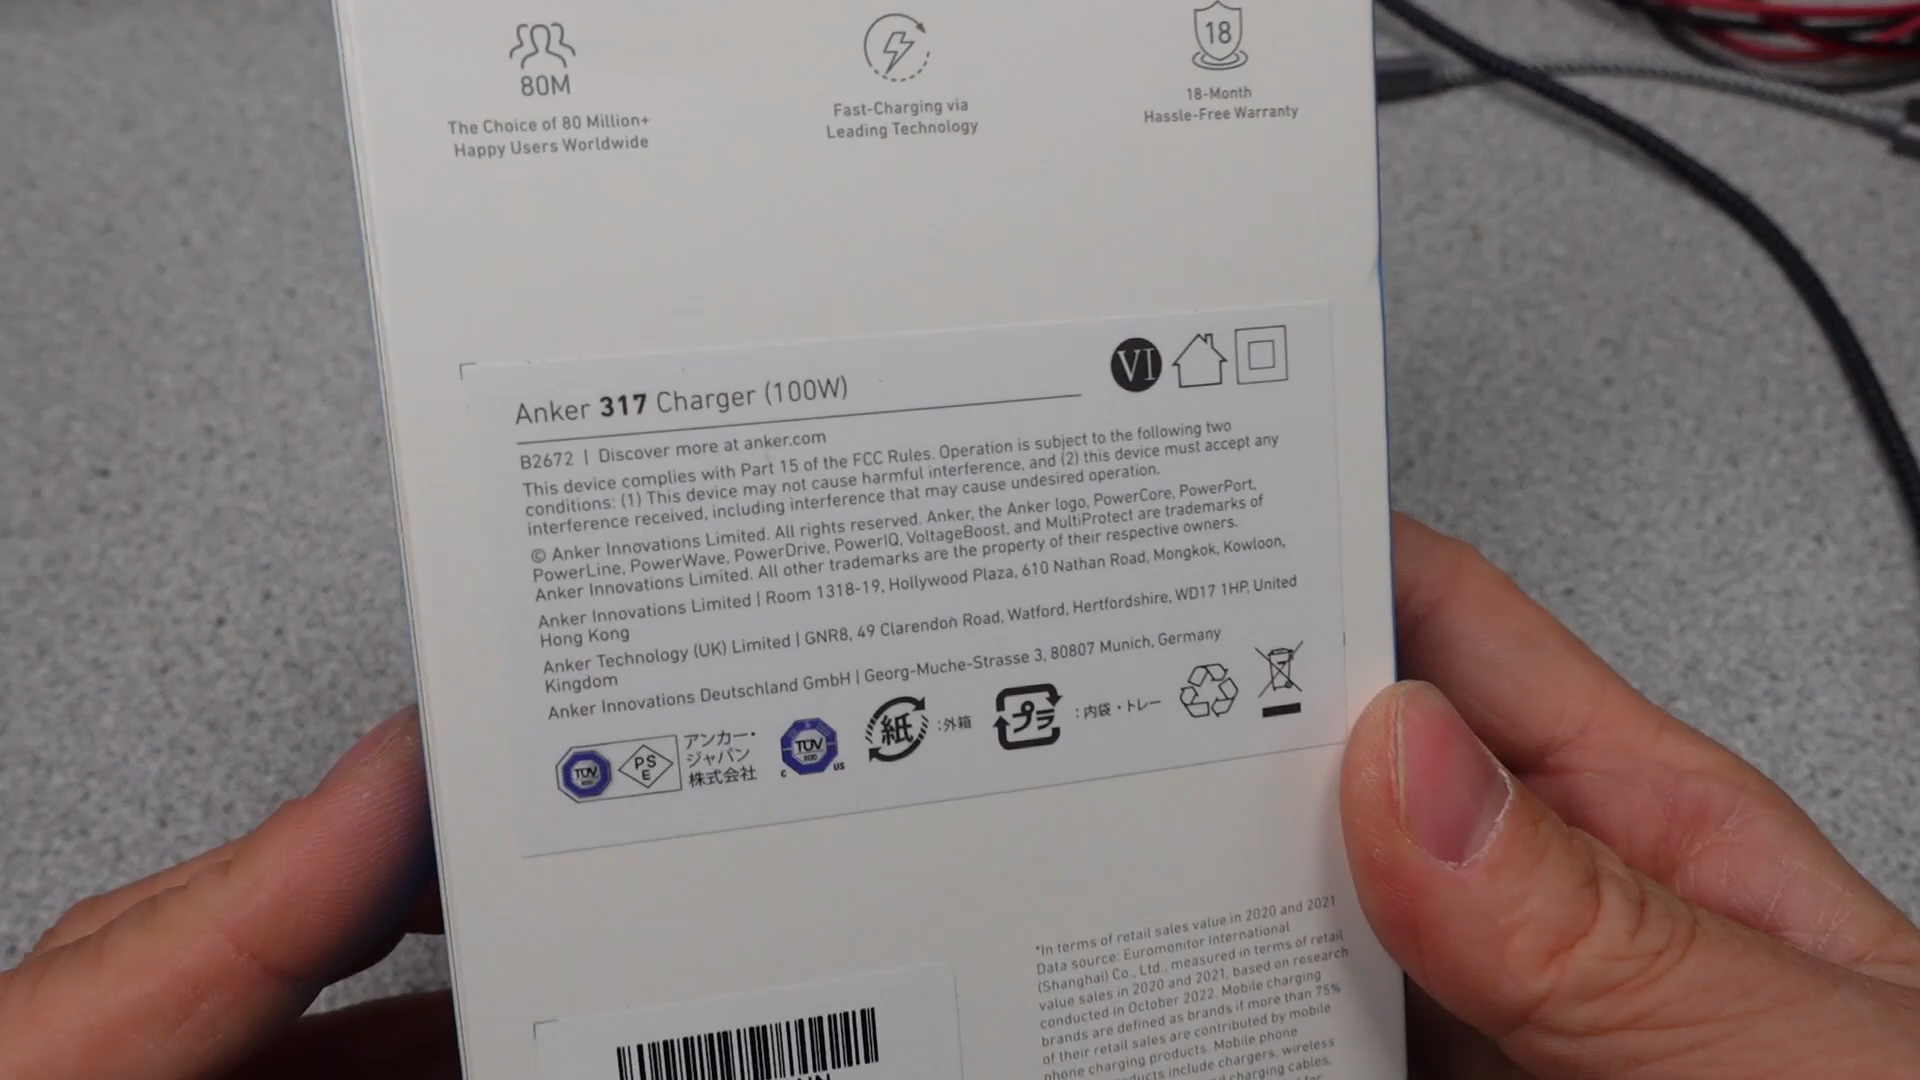 80M
The Choice of 80 Million+
Happy Users Worldwide
Fast-Charging via
Leading Technology
18
18-Month
Hassle-Free Warranty
Anker 317 Charger (100W)
VI
B2672 | Discover more at anker.com
This device complies with Part 15 of the FCC Rules. Operation is subject to the following two
conditions: (1) This device may not cause harmful interference, and (2) this device must accept any
interference received, including interference that may cause undesired operation.
© Anker Innovations Limited. All rights reserved. Anker, the Anker logo, PowerCore, PowerPort,
PowerLine, PowerWave, PowerDrive, PowerIQ, VoltageBoost, and MultiProtect are trademarks of
Anker Innovations Limited. All other trademarks are the property of their respective owners.
Anker Innovations Limited | Room 1318-19, Hollywood Plaza, 610 Nathan Road, Mongkok, Kowloon,
Hong Kong
Anker Technology (UK) Limited | GNR8, 49 Clarendon Road, Watford, Hertfordshire, WD17 1HP, United
Kingdom
Anker Innovations Deutschland GmbH | Georg-Muche-Strasse 3, 80807 Munich, Germany
TÜV
PS
E
アンカー・
ジャパン
株式会社
TÜV
c US
紙 :外箱
プラ :内袋・トレー
*In terms of retail sales value in 2020 and 2021
Data source: Euromonitor International
(Shanghai) Co., Ltd., measured in terms of retail
value sales in 2020 and 2021, based on research
conducted in October 2022. Mobile charging
brands are defined as brands if more than 75%
of their retail sales are contributed by mobile
phone charging products. Mobile phone
include chargers, wireless
charging cables,